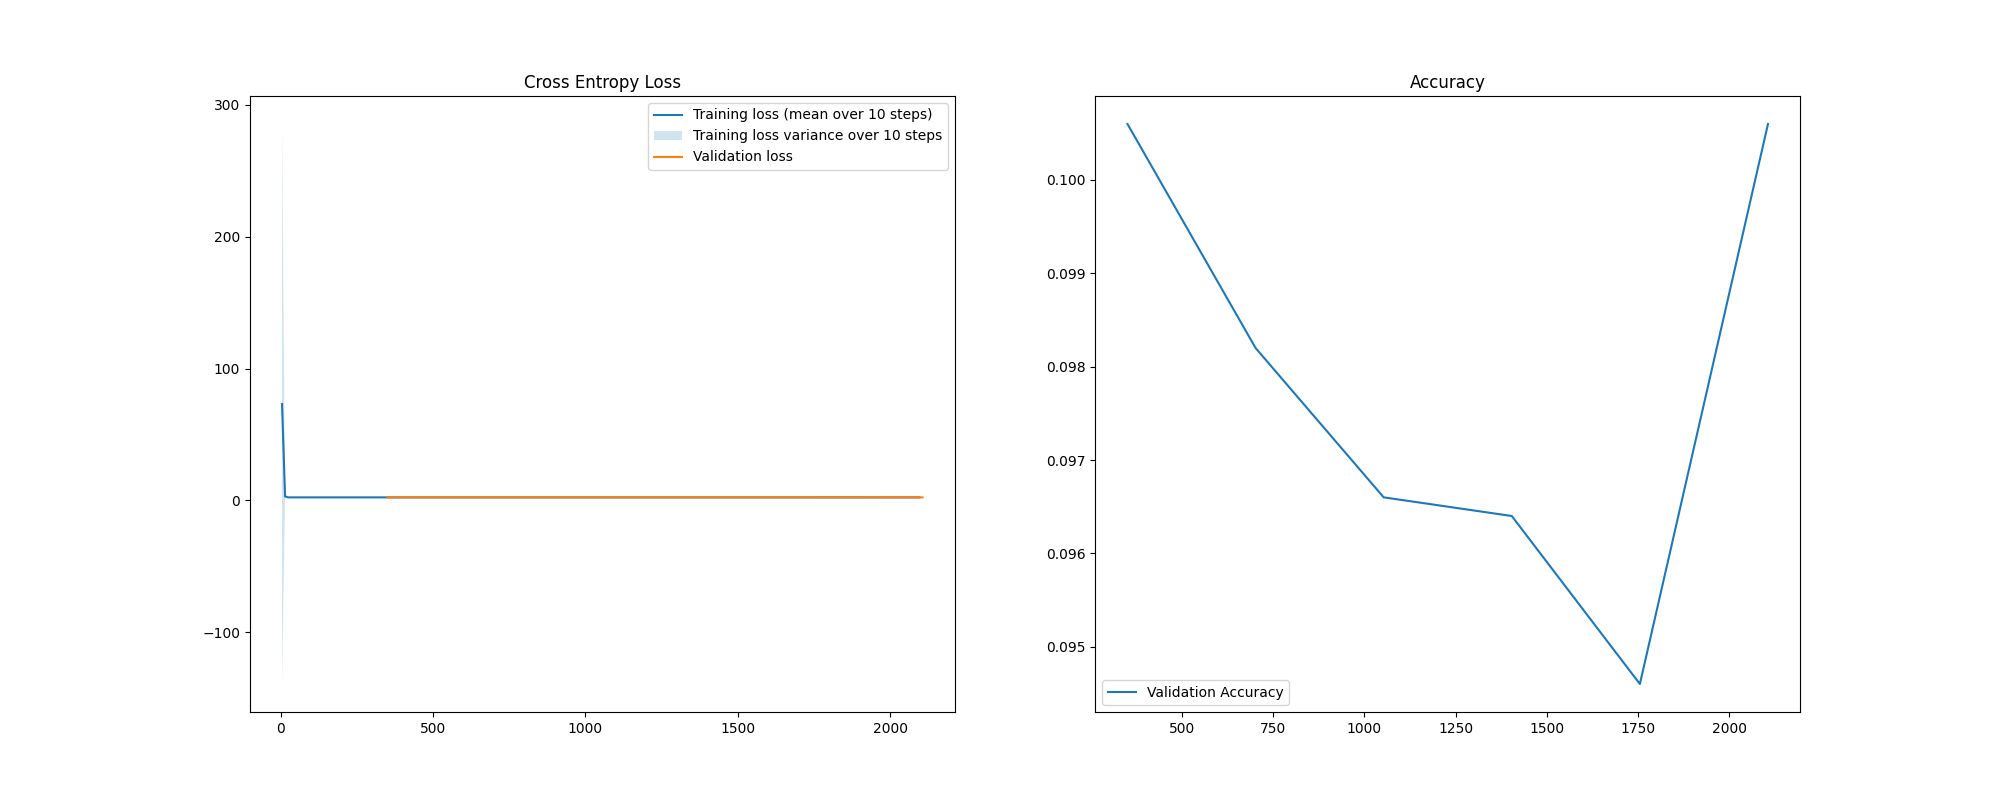 Cross Entropy Loss
300
200
100
0
−100
0 500 1000 1500 2000
Training loss (mean over 10 steps)
Training loss variance over 10 steps
Validation loss
Accuracy
0.100
0.099
0.098
0.097
0.096
0.095
500 750 1000 1250 1500 1750 2000
Validation Accuracy